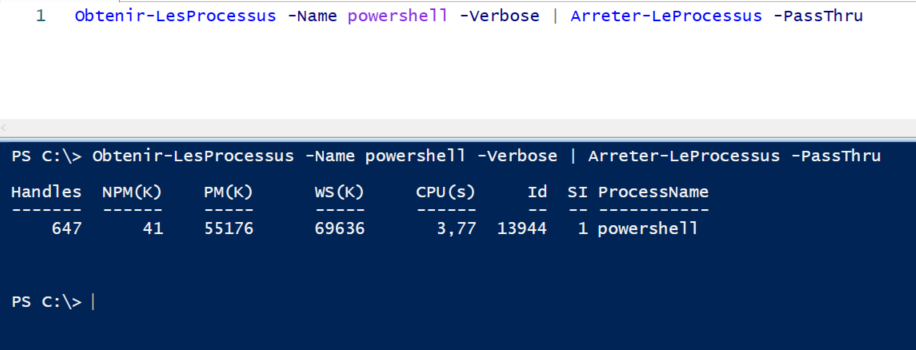 1 Obtenir-LesProcessus -Name powershell -Verbose | Arreter-LeProcessus -PassThru
PS C:\> Obtenir-LesProcessus -Name powershell -Verbose | Arreter-LeProcessus -PassThru
Handles NPM(K) PM(K) WS(K) CPU(s) Id SI ProcessName
------- ------ ----- ----- ------ -- -- -----------
647 41 55176 69636 3,77 13944 1 powershell
PS C:\>